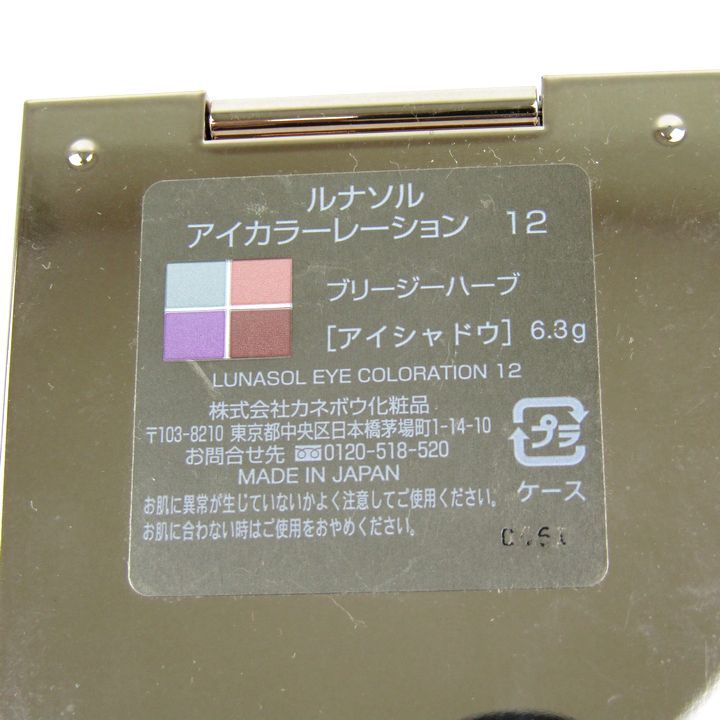 ルナソル
アイカラーレーション 12
ブリージーハーブ
[アイシャドウ] 6.3g
LUNASOL EYE COLORATION 12
株式会社カネボウ化粧品
〒103-8210 東京都中央区日本橋茅場町1-14-10
お問合せ先 0120-518-520
MADE IN JAPAN
お肌に異常が生じていないかよく注意してご使用ください。
お肌に合わない時はご使用をおやめください。
プラ
ケース